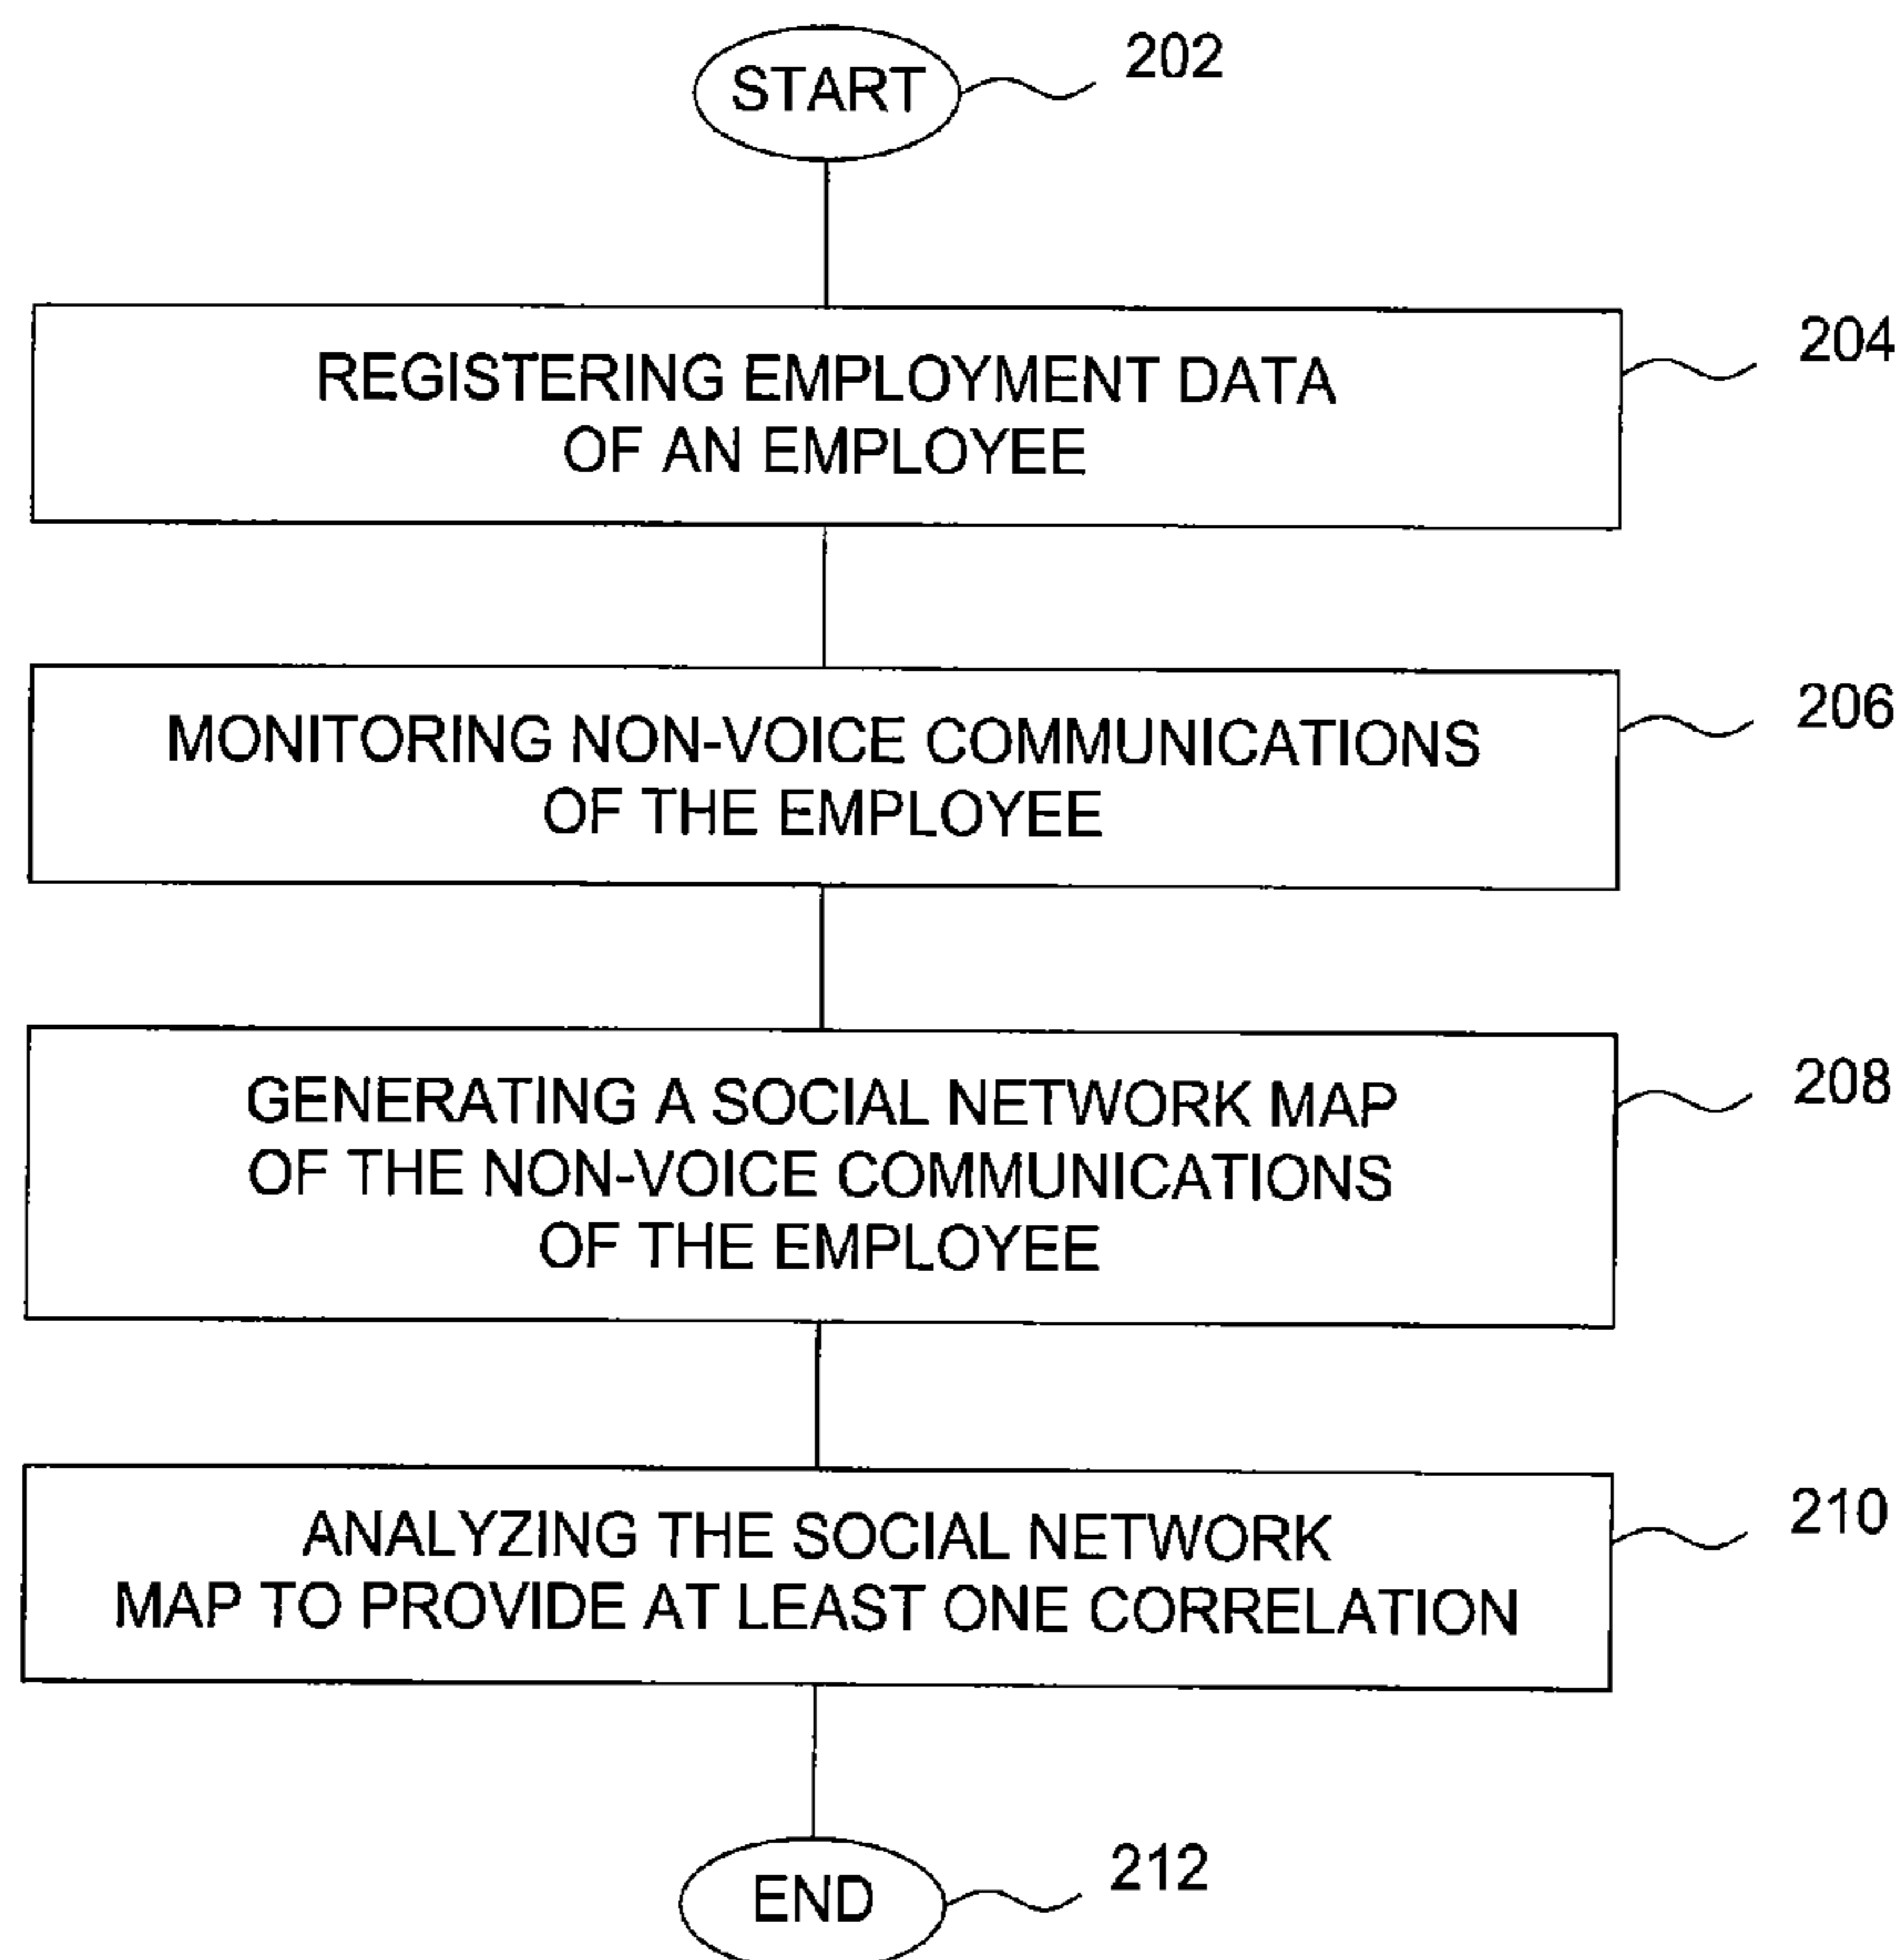 START
202
REGISTERING EMPLOYMENT DATA
OF AN EMPLOYEE
204
MONITORING NON-VOICE COMMUNICATIONS
OF THE EMPLOYEE
206
GENERATING A SOCIAL NETWORK MAP
OF THE NON-VOICE COMMUNICATIONS
OF THE EMPLOYEE
208
ANALYZING THE SOCIAL NETWORK
MAP TO PROVIDE AT LEAST ONE CORRELATION
210
END
212